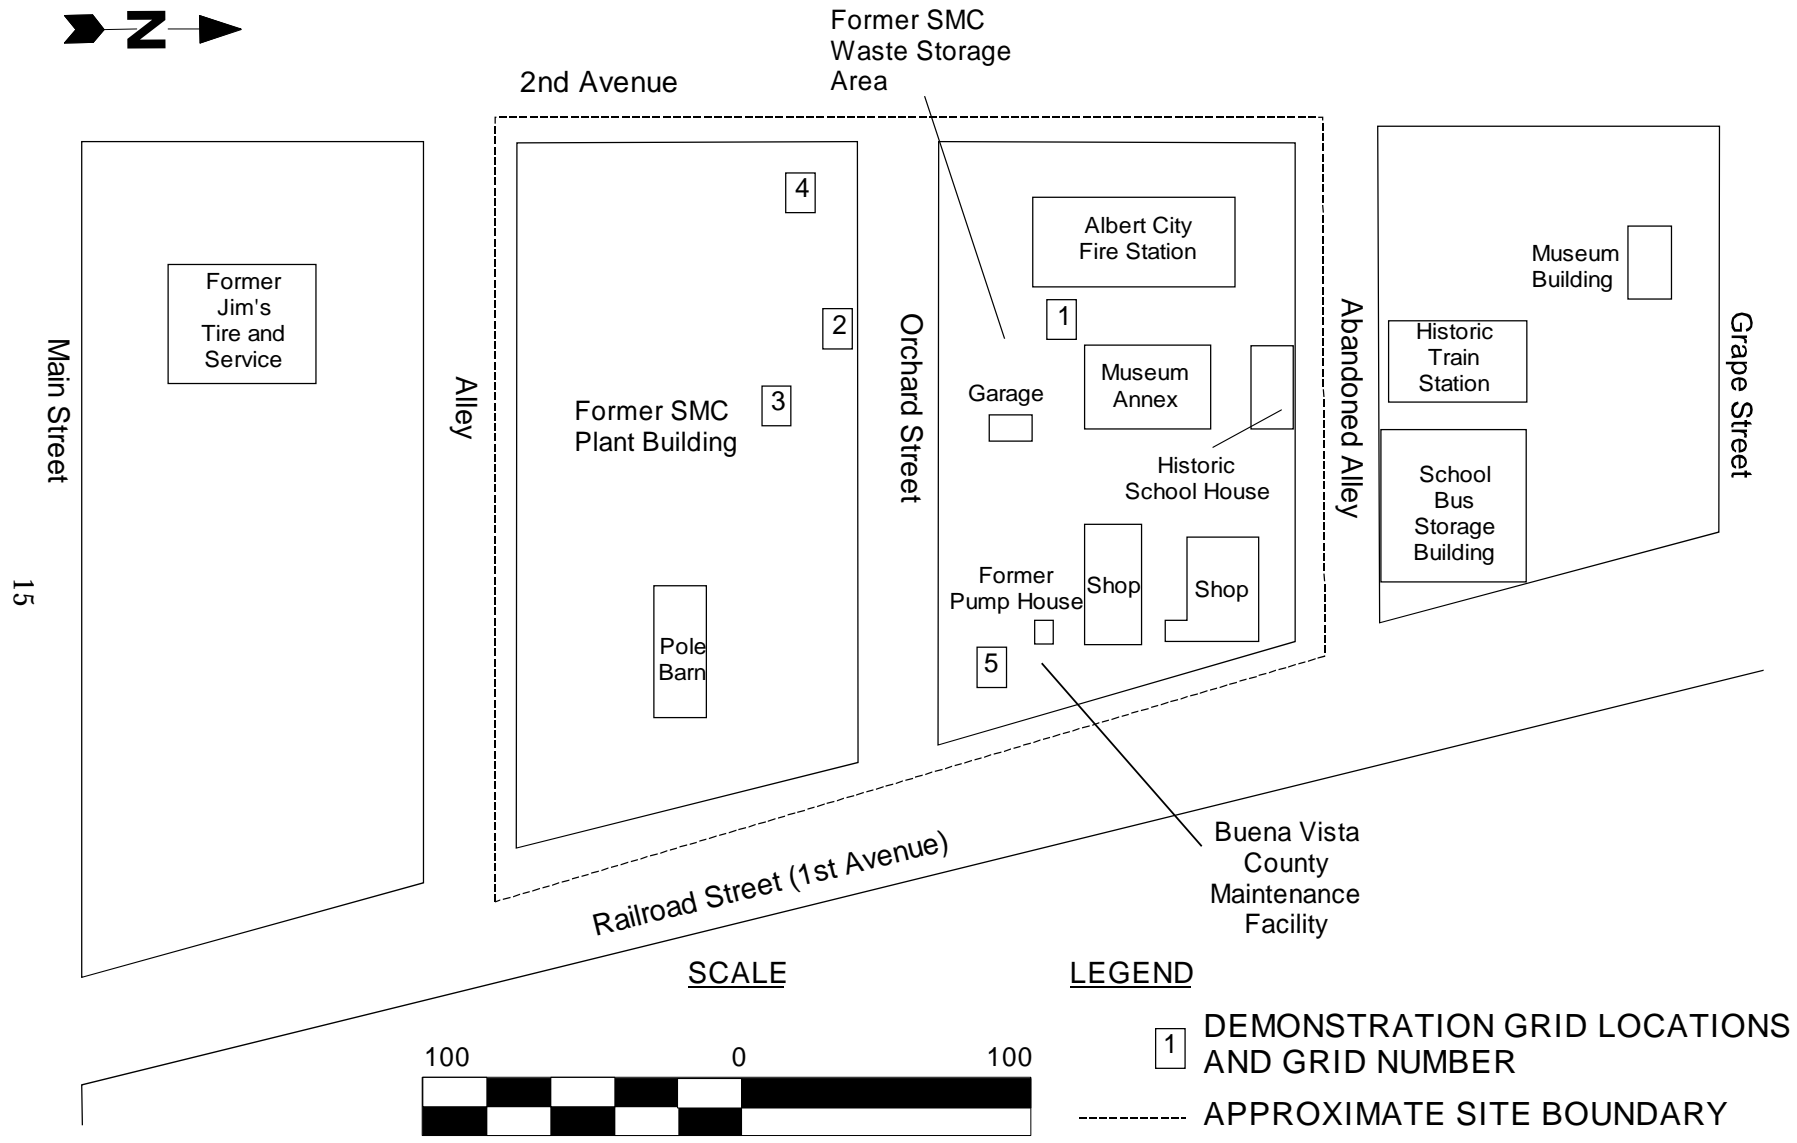 N
Former SMC
Waste Storage
Area
2nd Avenue
4
Albert City
Fire Station
Museum
Building
Former
Jim's
Tire and
Service
2
1
Historic
Train
Station
Main Street
Alley
Orchard Street
Abandoned Alley
Grape Street
Museum
Annex
Garage
3
Former SMC
Plant Building
Historic
School House
School
Bus
Storage
Building
Former
Pump House
Shop
Shop
15
Pole
Barn
5
Buena Vista
County
Maintenance
Facility
Railroad Street (1st Avenue)
SCALE
100 0 100
LEGEND
1 DEMONSTRATION GRID LOCATIONS
AND GRID NUMBER
APPROXIMATE SITE BOUNDARY